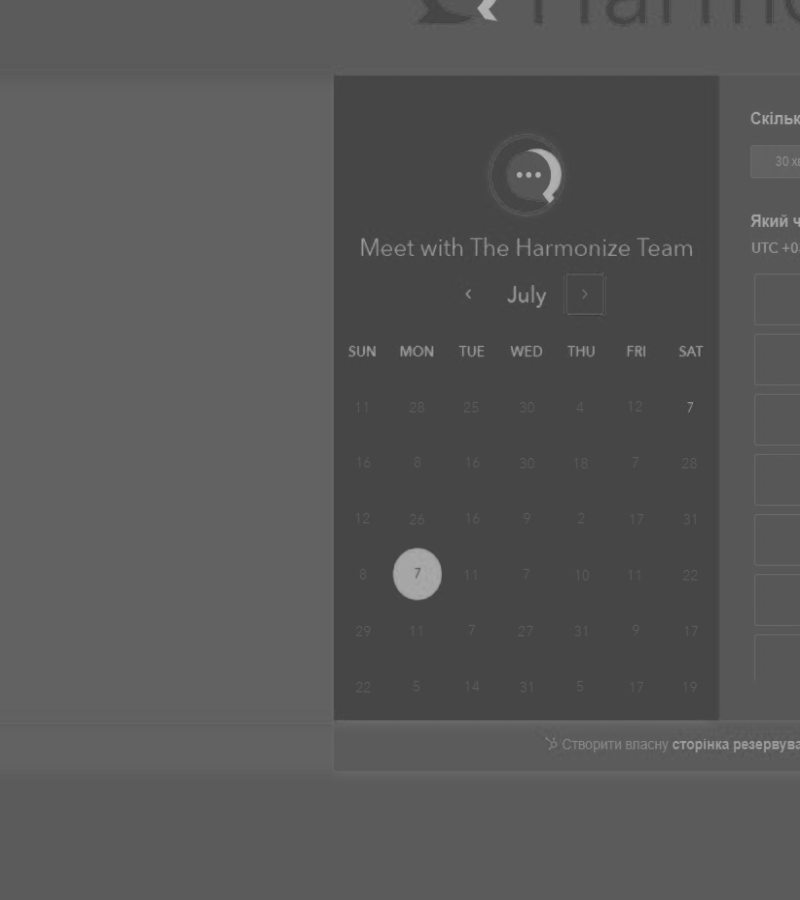 Harmo
Meet with The Harmonize Team
July
SUN MON TUE WED THU FRI SAT
11 28 25 30 4 12 7
16 8 16 30 18 7 28
12 26 16 9 2 17 31
8 7 11 7 10 11 22
29 11 7 27 31 9 17
22 5 14 31 5 17 19
Скільк
30 хв
Який ч
UTC +0
Створити власну сторінка резервува